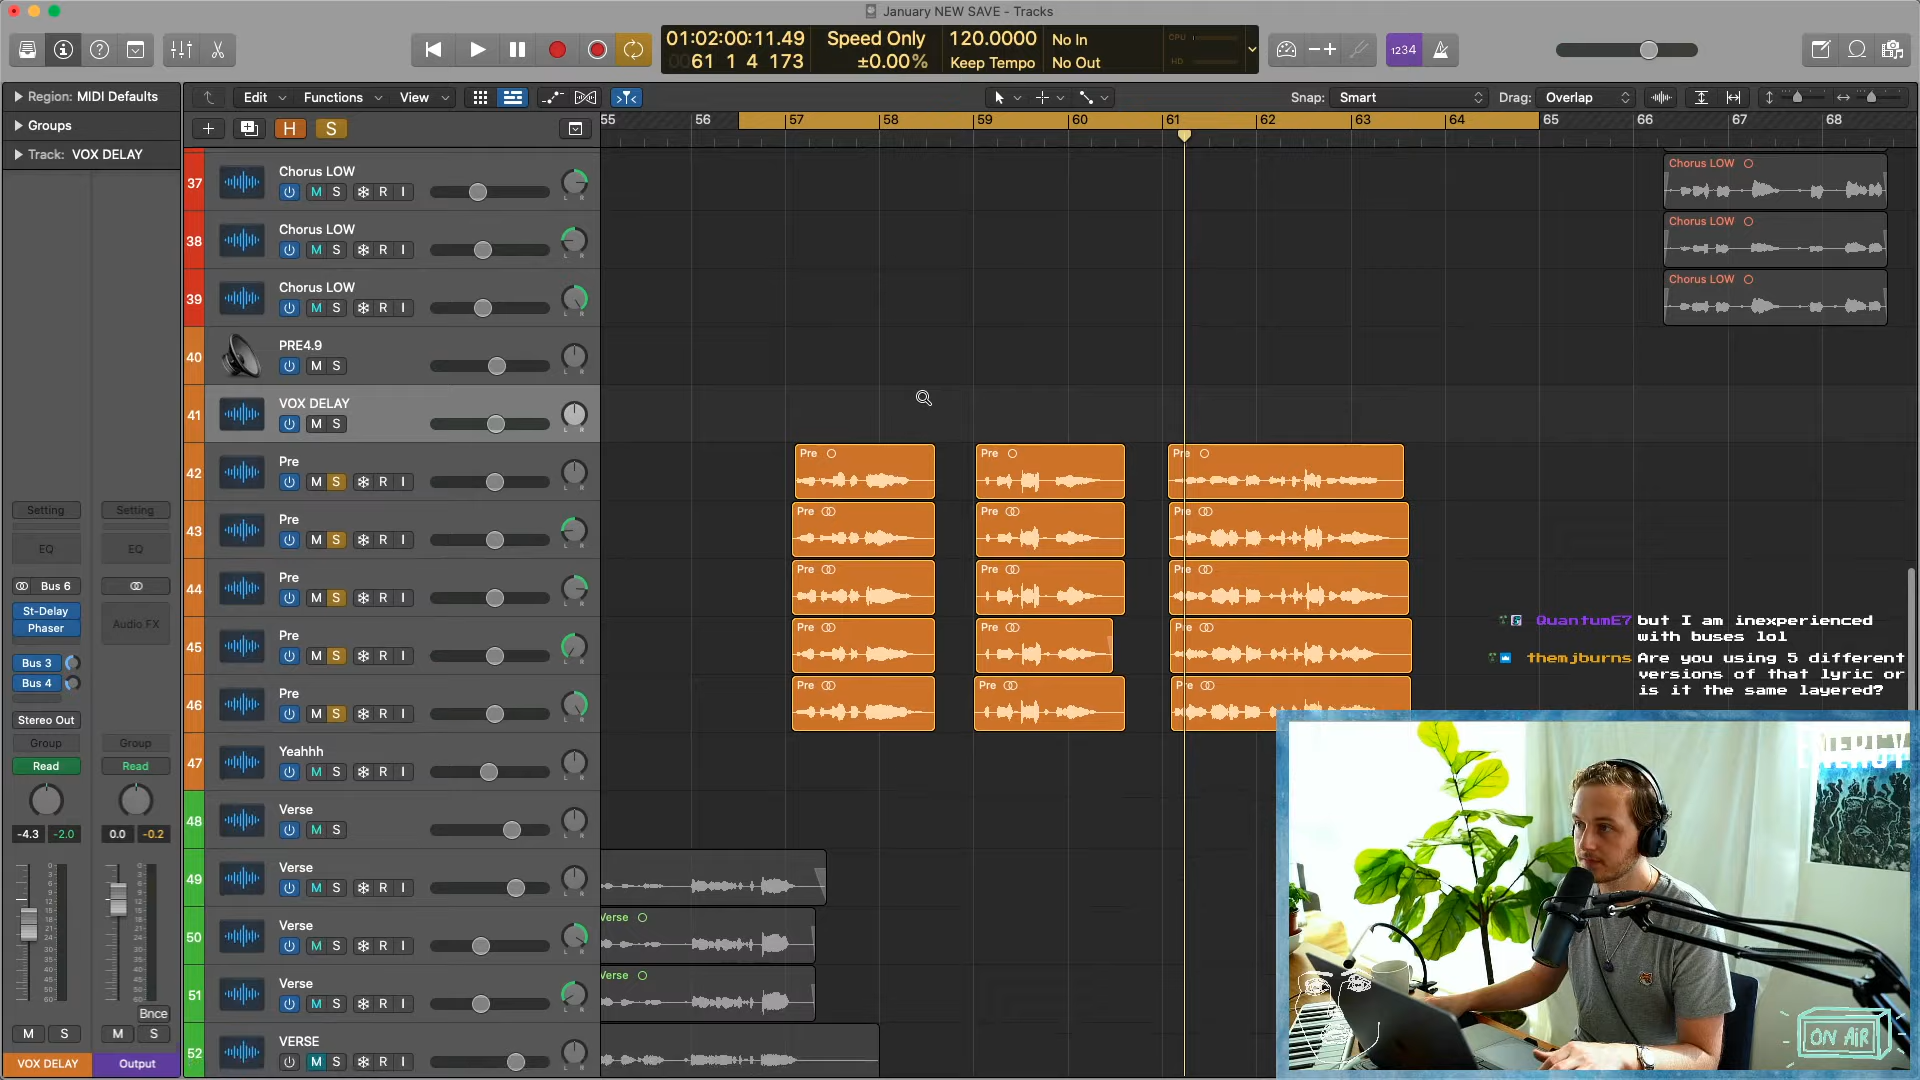 January NEW SAVE - Tracks
01:02:00:11.49
Speed Only
120.0000
No In
61 1 4 173
±0.00%
Keep Tempo
No Out
CPU
HD
1234
Region: MIDI Defaults
Edit
Functions
View
Snap: Smart
Drag: Overlap
Groups
H
S
55
56
57
58
59
60
61
62
63
64
65
66
67
68
Track: VOX DELAY
37
Chorus LOW
M S R I
Chorus LOW
38
Chorus LOW
M S R I
Chorus LOW
39
Chorus LOW
M S R I
Chorus LOW
40
PRE4.9
M S
41
VOX DELAY
M S
42
Pre
M S R I
Pre
Pre
Pre
43
Pre
M S R I
Pre
Pre
Pre
44
Pre
M S R I
Pre
Pre
Pre
45
Pre
M S R I
Pre
Pre
Pre
46
Pre
M S R I
Pre
Pre
Pre
47
Yeahhh
M S R I
48
Verse
M S
49
Verse
M S R I
50
Verse
M S R I
Verse
51
Verse
M S R I
Verse
52
VERSE
M S R I
Setting
Setting
EQ
EQ
Bus 6
St-Delay
Phaser
Audio FX
Bus 3
Bus 4
Stereo Out
Group
Group
Read
Read
-4.3
-2.0
0.0
-0.2
Bnce
M S
M S
VOX DELAY
Output
QuantumE7 but I am inexperienced
with buses lol
themjburns Are you using 5 different
versions of that lyric or
is it the same layered?
ENERGY
ON AiR